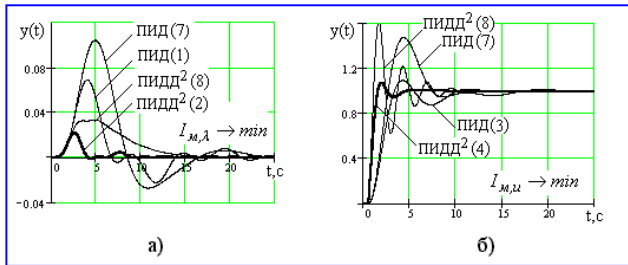 y(t)
ПИД(7)
0.08
ПИД(1)
ПИДД²(8)
0.04
ПИДД²(2)
I м,λ → min
0
0 5 10 15 20
t,c
−0.04
а)
y(t)
ПИДД²(8)
ПИД(7)
1.2
0.8
ПИД(3)
ПИДД²(4)
0.4
I м,и → min
0 5 10 15 20
t,c
б)